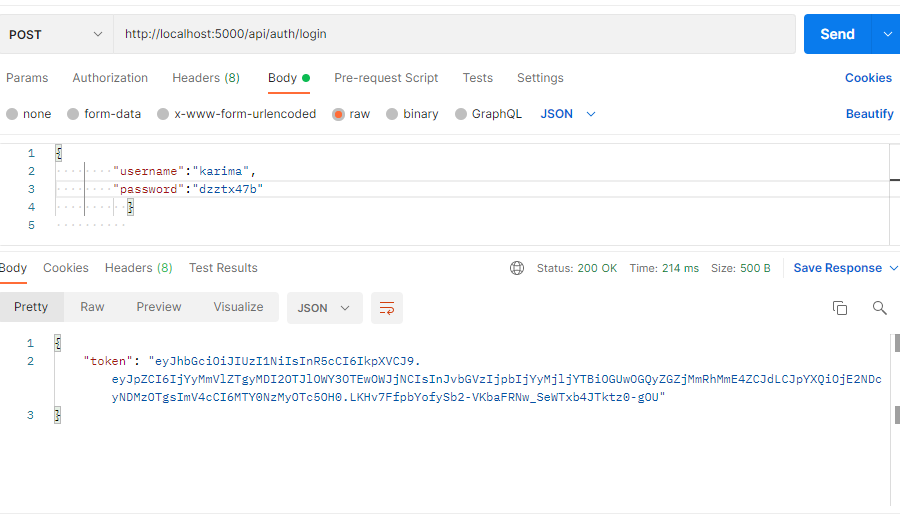 POST http://localhost:5000/api/auth/login Send
Params Authorization Headers (8) Body Pre-request Script Tests Settings Cookies
none form-data x-www-form-urlencoded raw binary GraphQL JSON Beautify
1 {
2 "username":"karima",
3 "password":"dzztx47b"
4 }
5
Body Cookies Headers (8) Test Results Status: 200 OK Time: 214 ms Size: 500 B Save Response
Pretty Raw Preview Visualize JSON
1 {
2 "token": "eyJhbGciOiJIUzI1NiIsInR5cCI6IkpXVCJ9.
eyJpZCI6IjYyMmVlZTgyMDI2OTJlOWY3OTEwOWJjNCIsInJvbGVzIjpbIjYyMjljYTBiOGUwOGQyZGZjMmRhMmE4ZCJdLCJpYXQiOjE2NDc
yNDMzOTgsImV4cCI6MTY0NzMyOTc5OH0.LKHv7FfpbYofySb2-VKbaFRNw_SeWTxb4JTktz0-gOU"
3 }